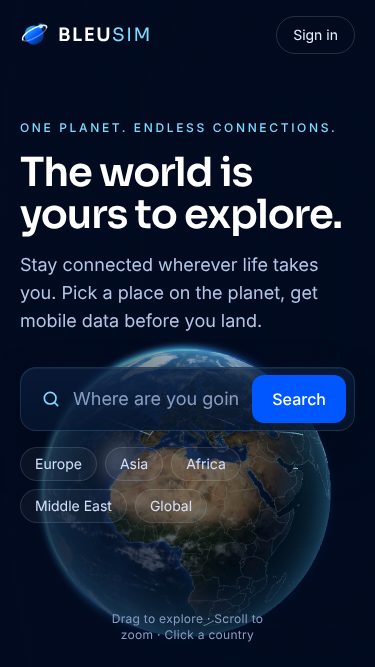 BLEUSIM
Sign in
ONE PLANET. ENDLESS CONNECTIONS.
The world is
yours to explore.
Stay connected wherever life takes
you. Pick a place on the planet, get
mobile data before you land.
Where are you goin
Search
Europe
Asia
Africa
Middle East
Global
Drag to explore · Scroll to
zoom · Click a country